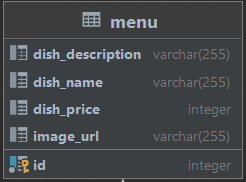 menu
dish_description varchar(255)
dish_name varchar(255)
dish_price integer
image_url varchar(255)
id integer